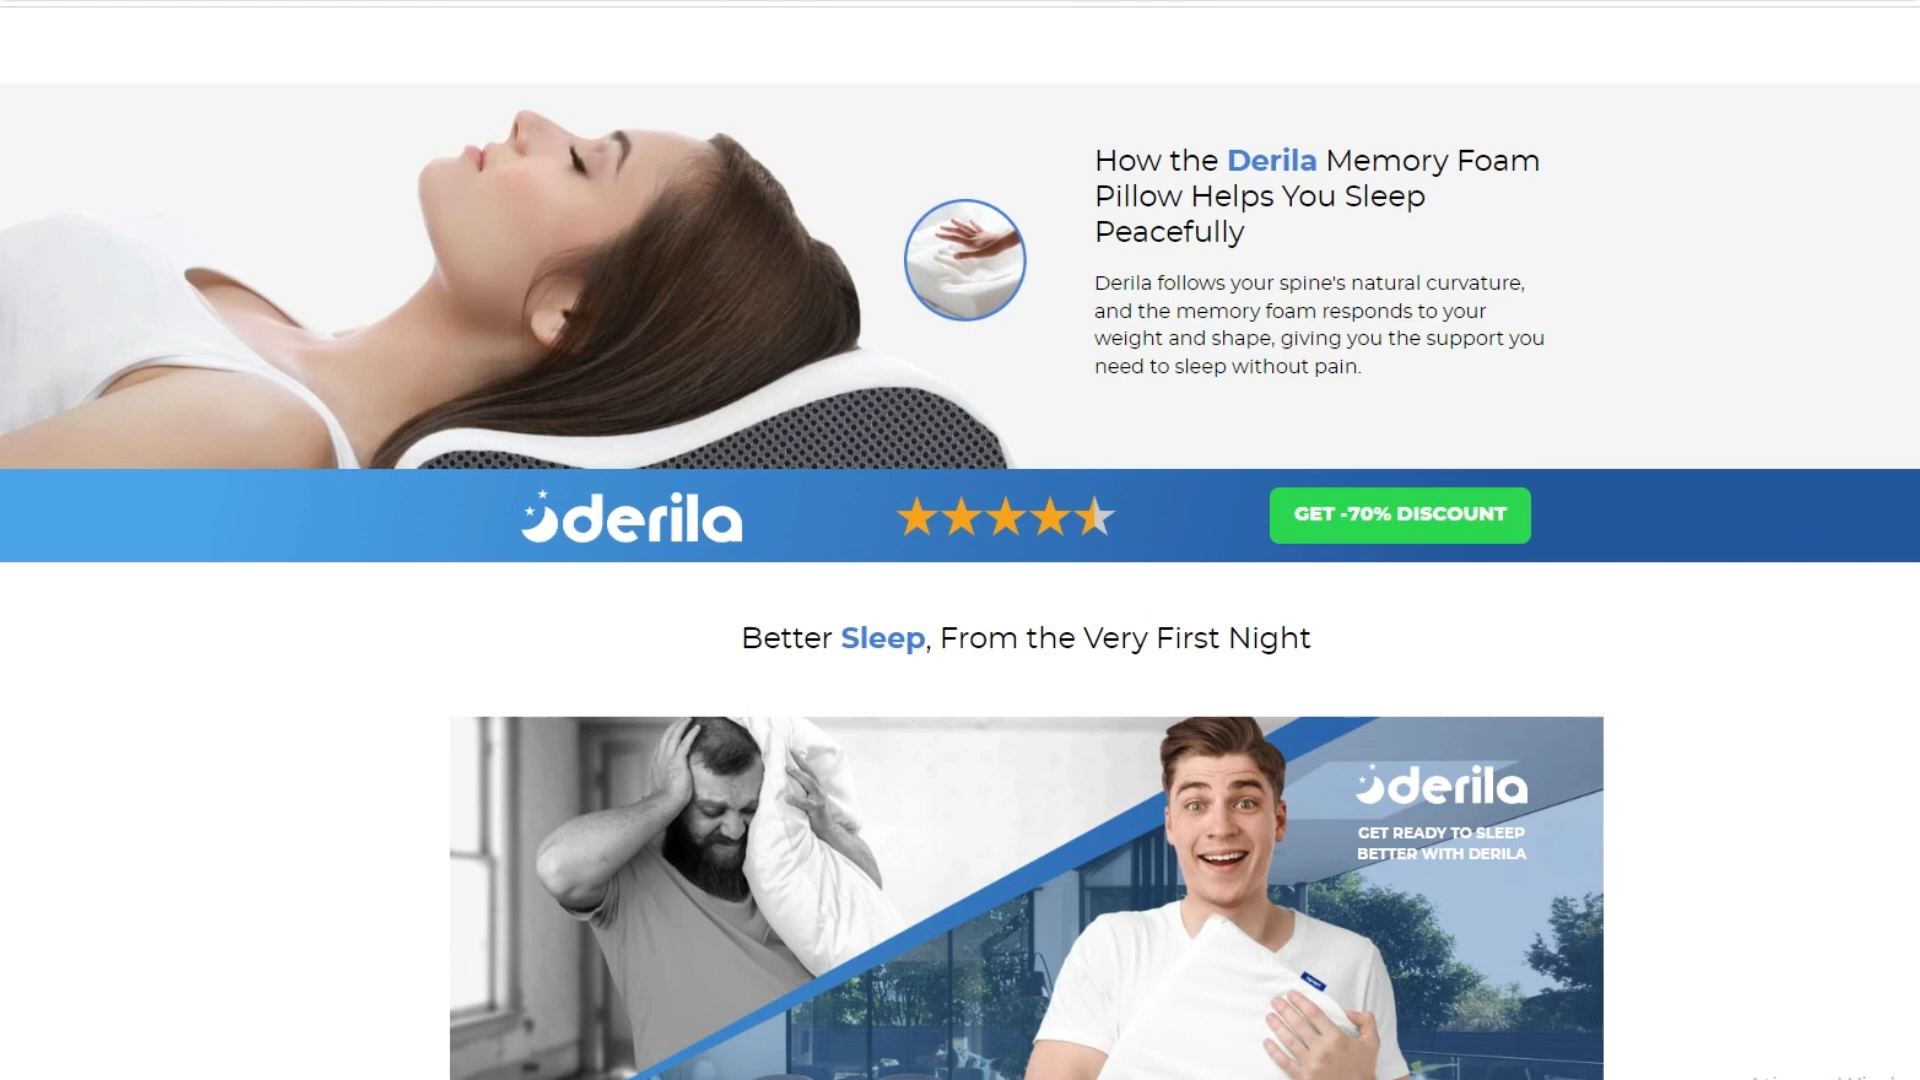 How the Derila Memory Foam
Pillow Helps You Sleep
Peacefully
Derila follows your spine's natural curvature,
and the memory foam responds to your
weight and shape, giving you the support you
need to sleep without pain.
derila
GET -70% DISCOUNT
Better Sleep, From the Very First Night
derila
GET READY TO SLEEP
BETTER WITH DERILA